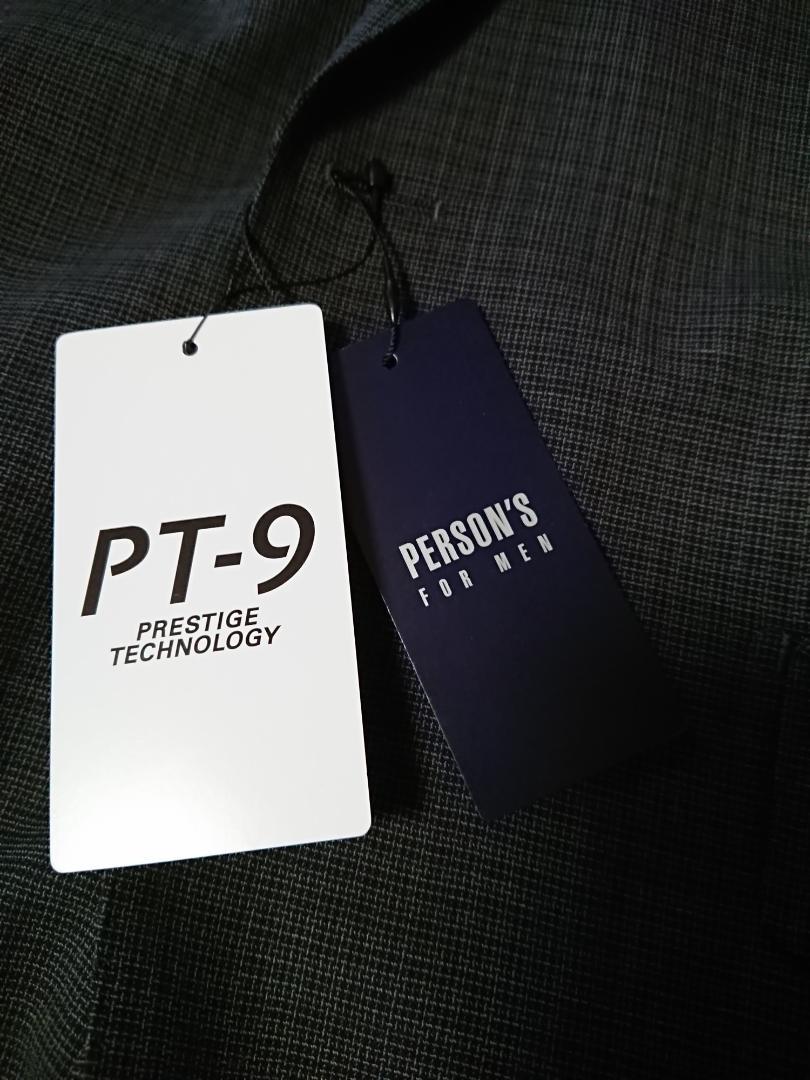 PT-9
PRESTIGE
TECHNOLOGY
PERSON'S
FOR MEN